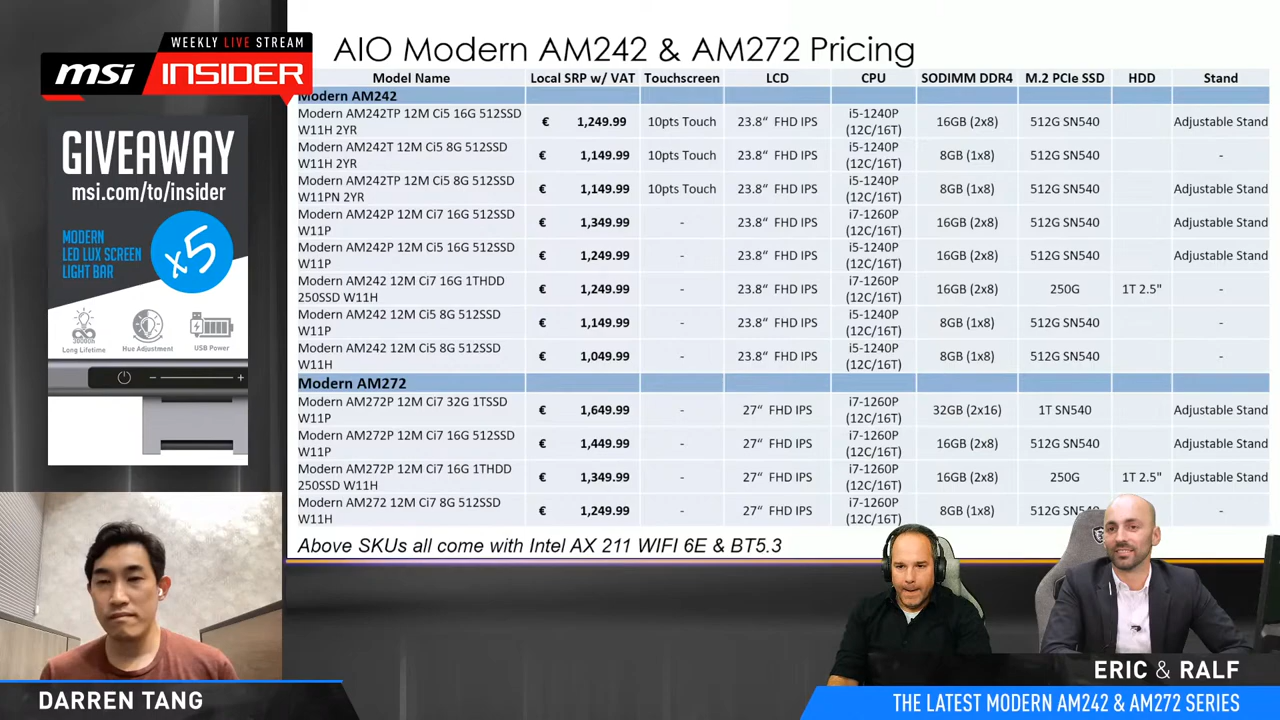 WEEKLY LIVE STREAM
msi INSIDER
GIVEAWAY
msi.com/to/insider
MODERN
LED LUX SCREEN
LIGHT BAR
x5
30000h
Long Lifetime
Hue Adjustment
USB Power
AIO Modern AM242 & AM272 Pricing
Model Name Local SRP w/ VAT Touchscreen LCD CPU SODIMM DDR4 M.2 PCIe SSD HDD Stand
Modern AM242
Modern AM242TP 12M Ci5 16G 512SSD W11H 2YR € 1,249.99 10pts Touch 23.8“ FHD IPS i5-1240P (12C/16T) 16GB (2x8) 512G SN540 Adjustable Stand
Modern AM242T 12M Ci5 8G 512SSD W11H 2YR € 1,149.99 10pts Touch 23.8“ FHD IPS i5-1240P (12C/16T) 8GB (1x8) 512G SN540 -
Modern AM242TP 12M Ci5 8G 512SSD W11PN 2YR € 1,149.99 10pts Touch 23.8“ FHD IPS i5-1240P (12C/16T) 8GB (1x8) 512G SN540 Adjustable Stand
Modern AM242P 12M Ci7 16G 512SSD W11P € 1,349.99 - 23.8“ FHD IPS i7-1260P (12C/16T) 16GB (2x8) 512G SN540 Adjustable Stand
Modern AM242P 12M Ci5 16G 512SSD W11P € 1,249.99 - 23.8“ FHD IPS i5-1240P (12C/16T) 16GB (2x8) 512G SN540 Adjustable Stand
Modern AM242 12M Ci7 16G 1THDD 250SSD W11H € 1,249.99 - 23.8“ FHD IPS i7-1260P (12C/16T) 16GB (2x8) 250G 1T 2.5" -
Modern AM242 12M Ci5 8G 512SSD W11P € 1,149.99 - 23.8“ FHD IPS i5-1240P (12C/16T) 8GB (1x8) 512G SN540 -
Modern AM242 12M Ci5 8G 512SSD W11H € 1,049.99 - 23.8“ FHD IPS i5-1240P (12C/16T) 8GB (1x8) 512G SN540 -
Modern AM272
Modern AM272P 12M Ci7 32G 1TSSD W11P € 1,649.99 - 27“ FHD IPS i7-1260P (12C/16T) 32GB (2x16) 1T SN540 Adjustable Stand
Modern AM272P 12M Ci7 16G 512SSD W11P € 1,449.99 - 27“ FHD IPS i7-1260P (12C/16T) 16GB (2x8) 512G SN540 Adjustable Stand
Modern AM272P 12M Ci7 16G 1THDD 250SSD W11H € 1,349.99 - 27“ FHD IPS i7-1260P (12C/16T) 16GB (2x8) 250G 1T 2.5" Adjustable Stand
Modern AM272 12M Ci7 8G 512SSD W11H € 1,249.99 - 27“ FHD IPS i7-1260P (12C/16T) 8GB (1x8) 512G SN540 -
Above SKUs all come with Intel AX 211 WIFI 6E & BT5.3
DARREN TANG
ERIC & RALF
THE LATEST MODERN AM242 & AM272 SERIES